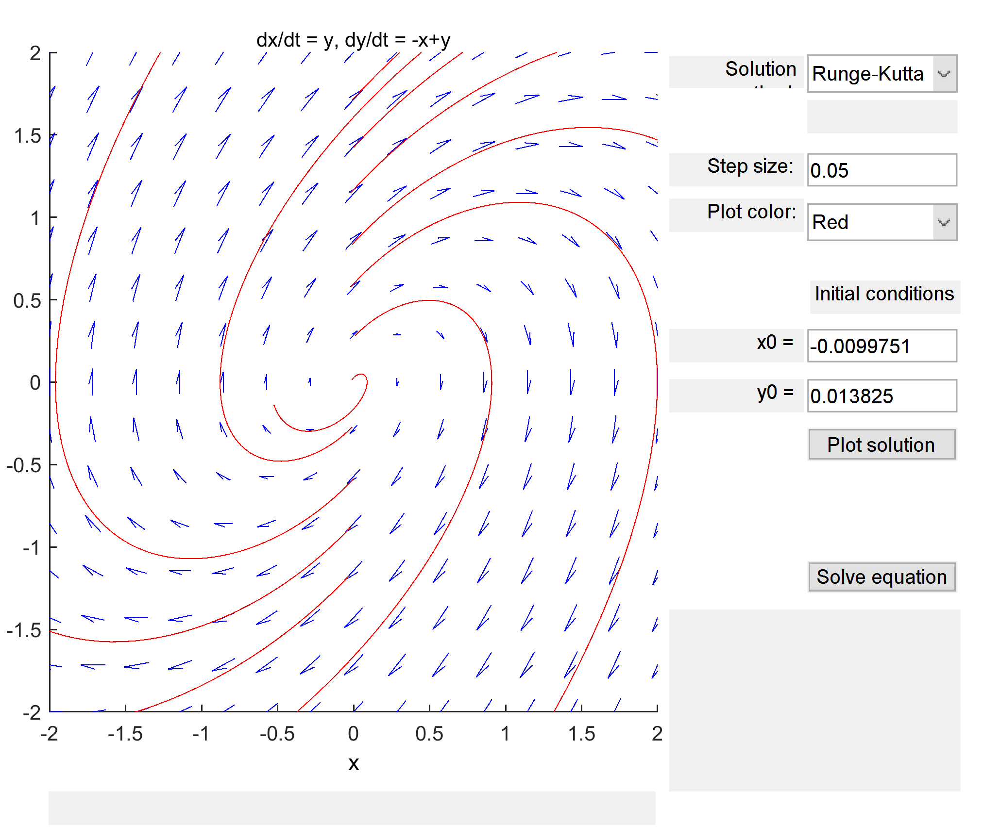 dx/dt = y, dy/dt = -x+y
2
1.5
1
0.5
0
-0.5
-1
-1.5
-2
-2 -1.5 -1 -0.5 0 0.5 1 1.5 2
x
Solution
Runge-Kutta
Step size: 0.05
Plot color: Red
Initial conditions
x0 = -0.0099751
y0 = 0.013825
Plot solution
Solve equation